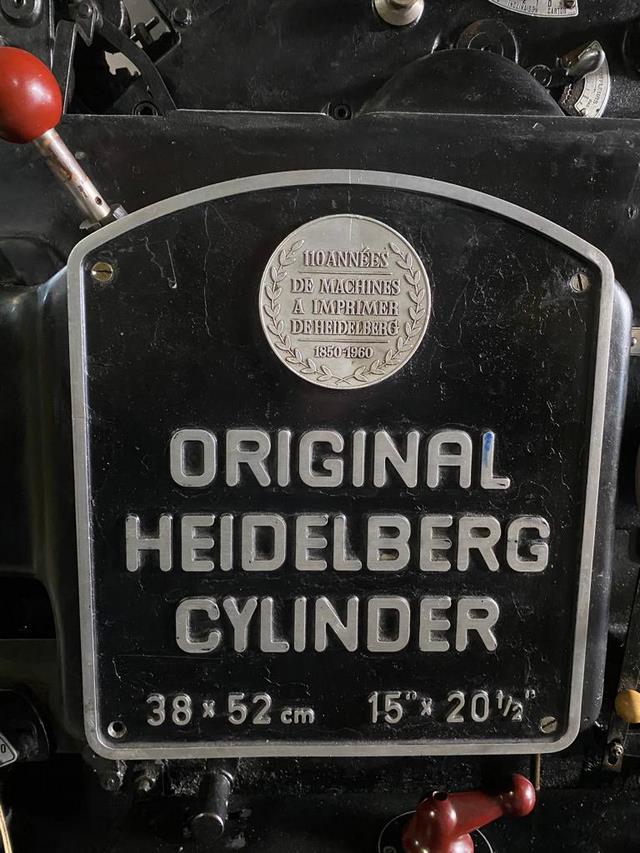 110 ANNÉES
DE MACHINES
A IMPRIMER
DE HEIDELBERG
1850-1960
ORIGINAL
HEIDELBERG
CYLINDER
38 x 52 cm 15" x 20 1/2"